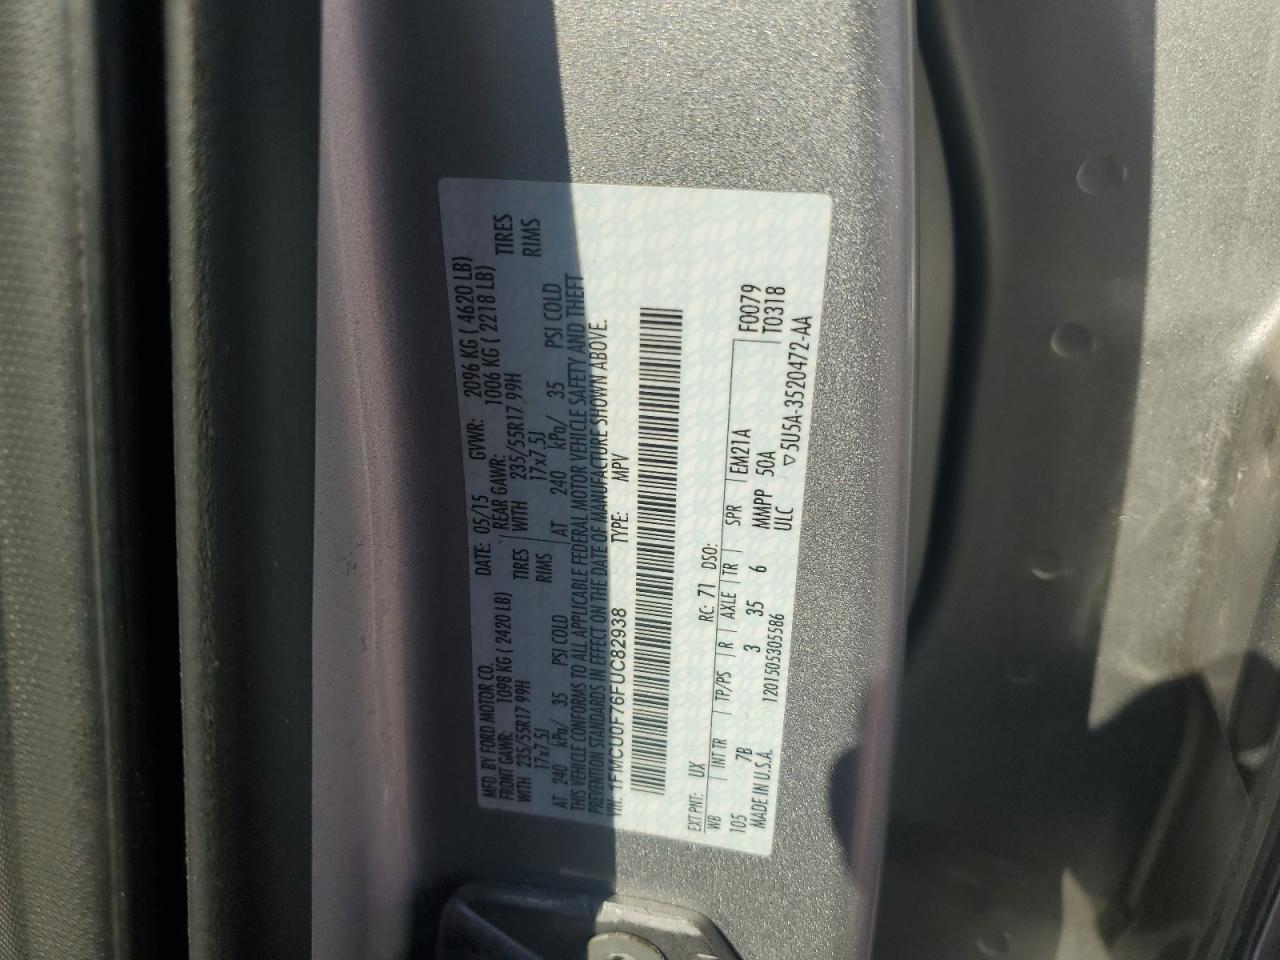 MFD. BY FORD MOTOR CO. DATE: 05/15 GVWR: 2096 KG ( 4620 LB)
FRONT GAWR: 1098 KG ( 2420 LB) REAR GAWR: 1006 KG ( 2218 LB)
WITH 235/55R17 99H TIRES WITH 235/55R17 99H TIRES
17x7.5J RIMS 17x7.5J RIMS
AT 240 kPa/ 35 PSI COLD AT 240 kPa/ 35 PSI COLD
THIS VEHICLE CONFORMS TO ALL APPLICABLE FEDERAL MOTOR VEHICLE SAFETY AND THEFT
PREVENTION STANDARDS IN EFFECT ON THE DATE OF MANUFACTURE SHOWN ABOVE.
VIN: 1FMCU0F76FUC82938 TYPE: MPV
EXT PNT: UX RC: 71 DSO:
WB INT TR TP/PS R AXLE TR SPR EM21A F0079
105 7B 3 35 6 MMPP 50A T0318
MADE IN U.S.A. 1201505305586 ULC ▽5U5A-3520472-AA